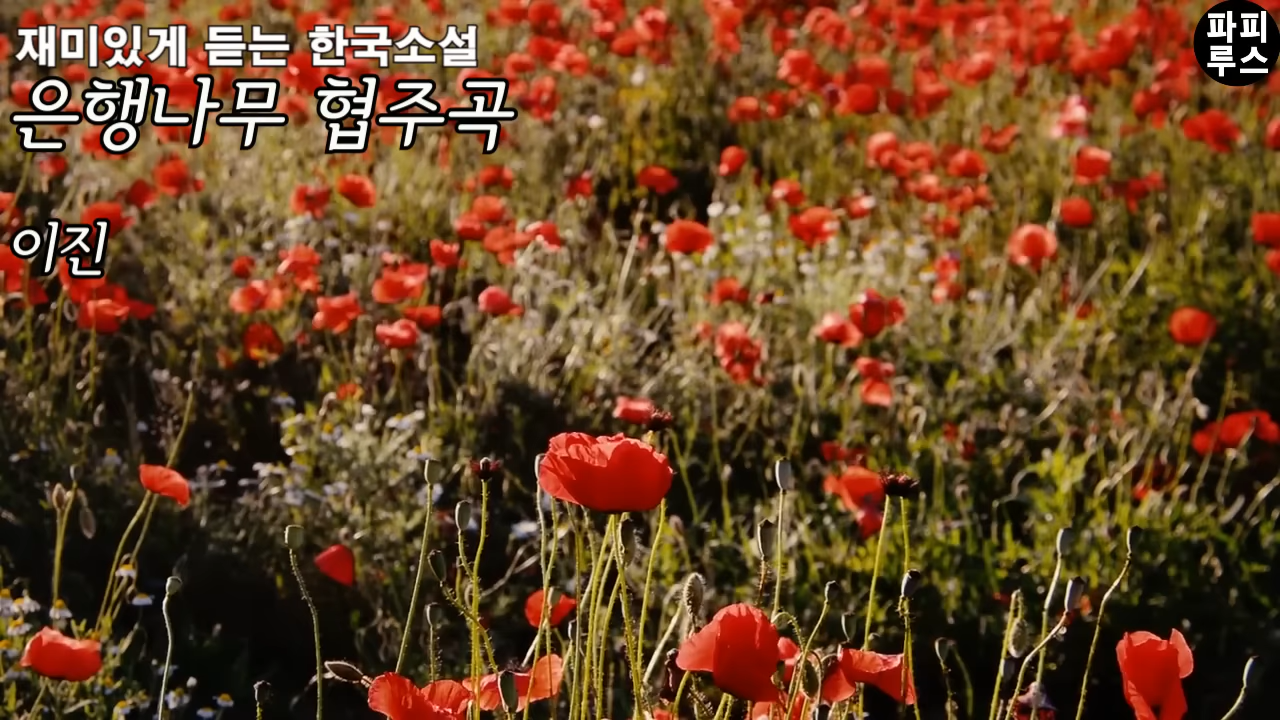 재미있게 듣는 한국소설
은행나무 협주곡
이진
파피
루스